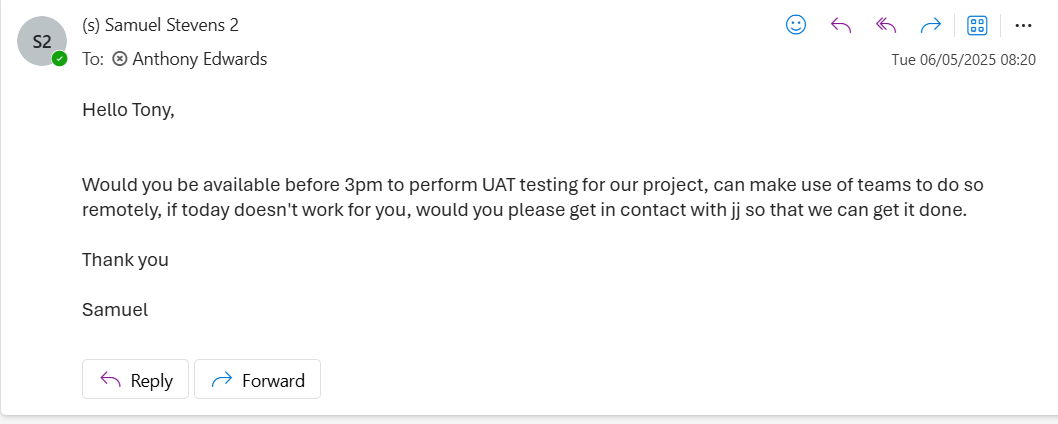 S2
(s) Samuel Stevens 2
To: Anthony Edwards
Tue 06/05/2025 08:20
Hello Tony,
Would you be available before 3pm to perform UAT testing for our project, can make use of teams to do so
remotely, if today doesn't work for you, would you please get in contact with jj so that we can get it done.
Thank you
Samuel
Reply
Forward